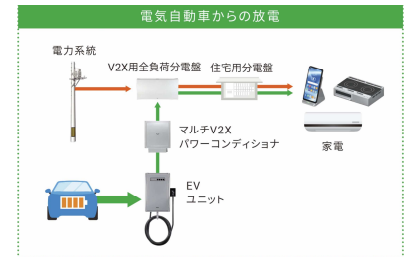 電気自動車からの放電
電力系統
V2X用全負荷分電盤
住宅用分電盤
マルチV2X
パワーコンディショナ
家電
EV
ユニット